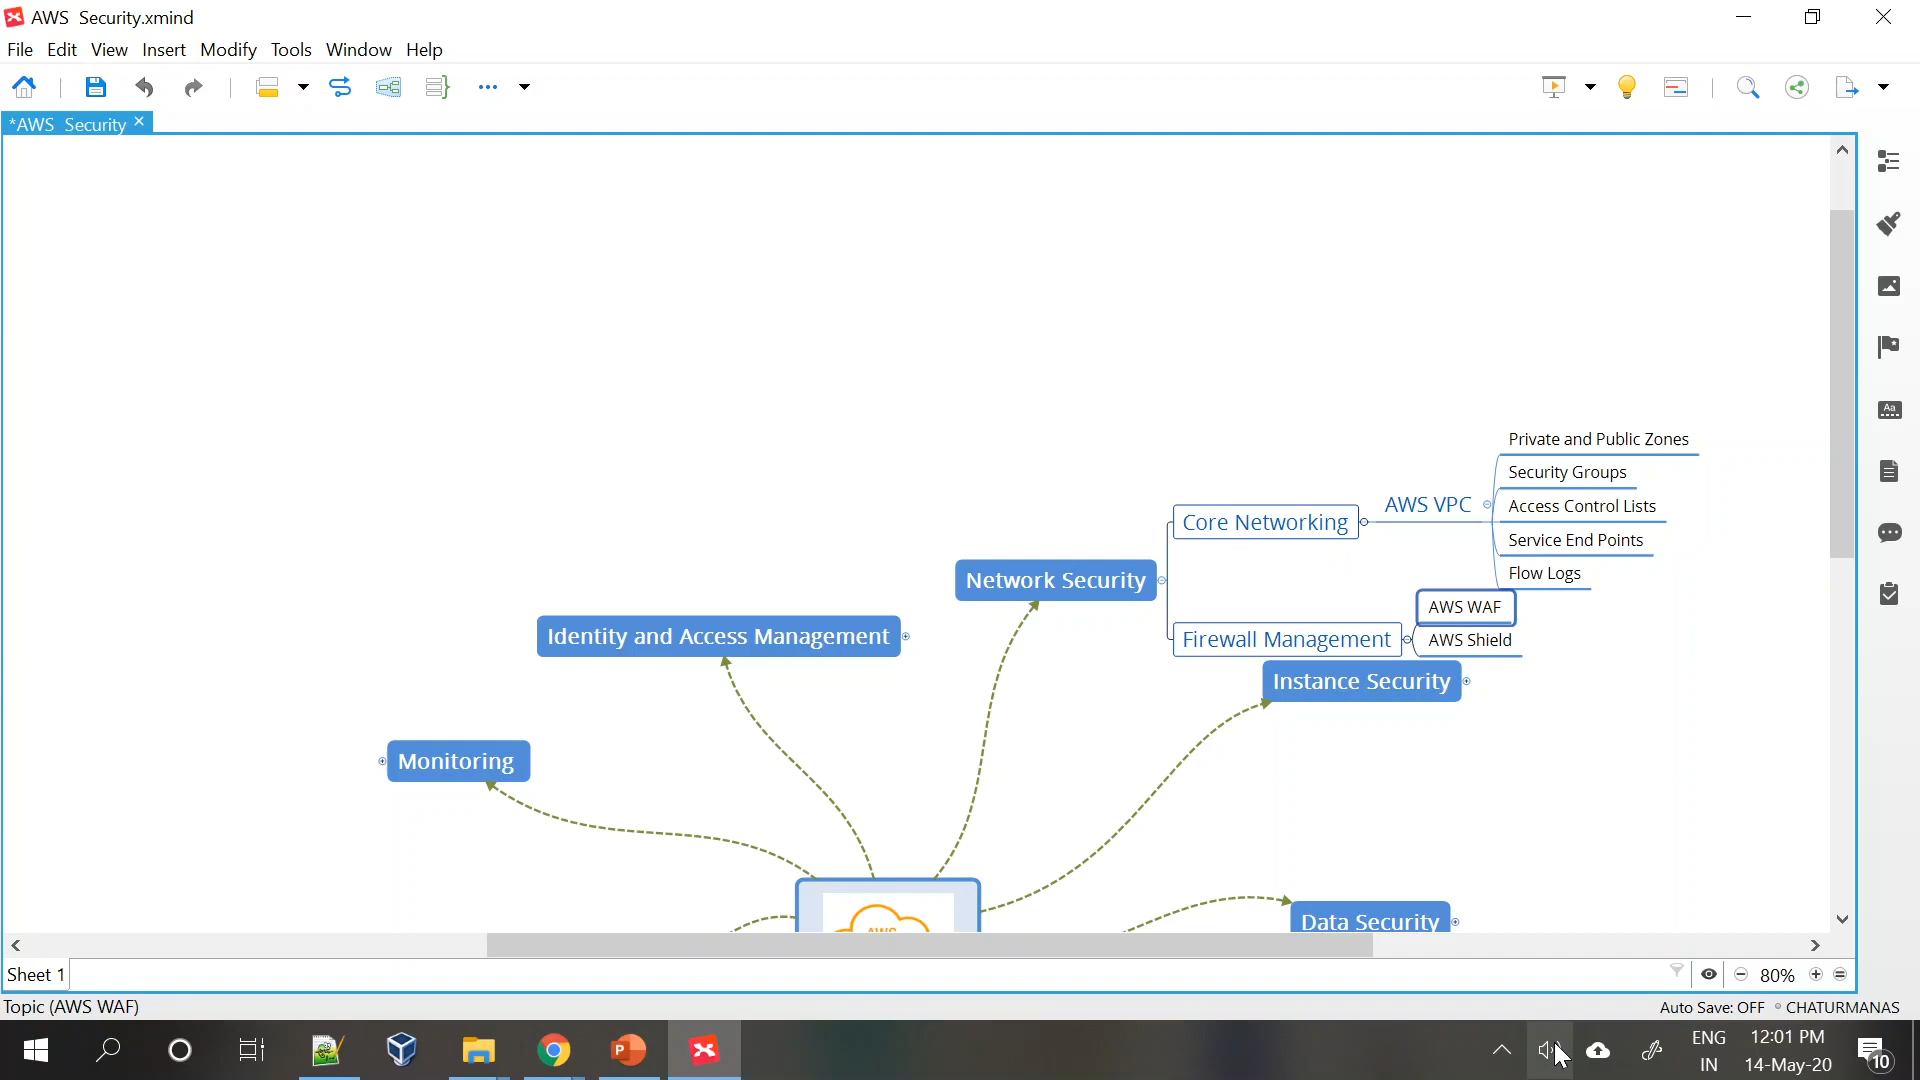 AWS Security.xmind
File Edit View Insert Modify Tools Window Help
*AWS Security
Private and Public Zones
Security Groups
AWS VPC
Access Control Lists
Core Networking
Service End Points
Flow Logs
Network Security
AWS WAF
Identity and Access Management
Firewall Management
AWS Shield
Instance Security
Monitoring
Data Security
AWS
Sheet 1
80%
Topic (AWS WAF)
Auto Save: OFF
CHATURMANAS
ENG
12:01 PM
IN
14-May-20
10